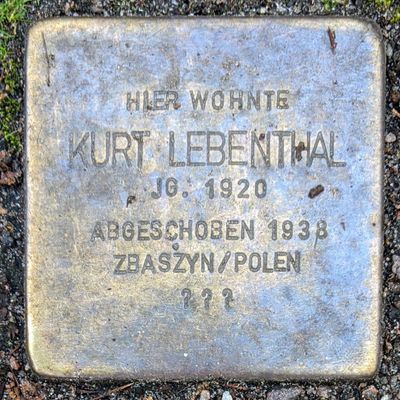 HIER WOHNTE
KURT LEBENTHAL
JG. 1920
ABGESCHOBEN 1938
ZBASZYN/POLEN
? ? ?